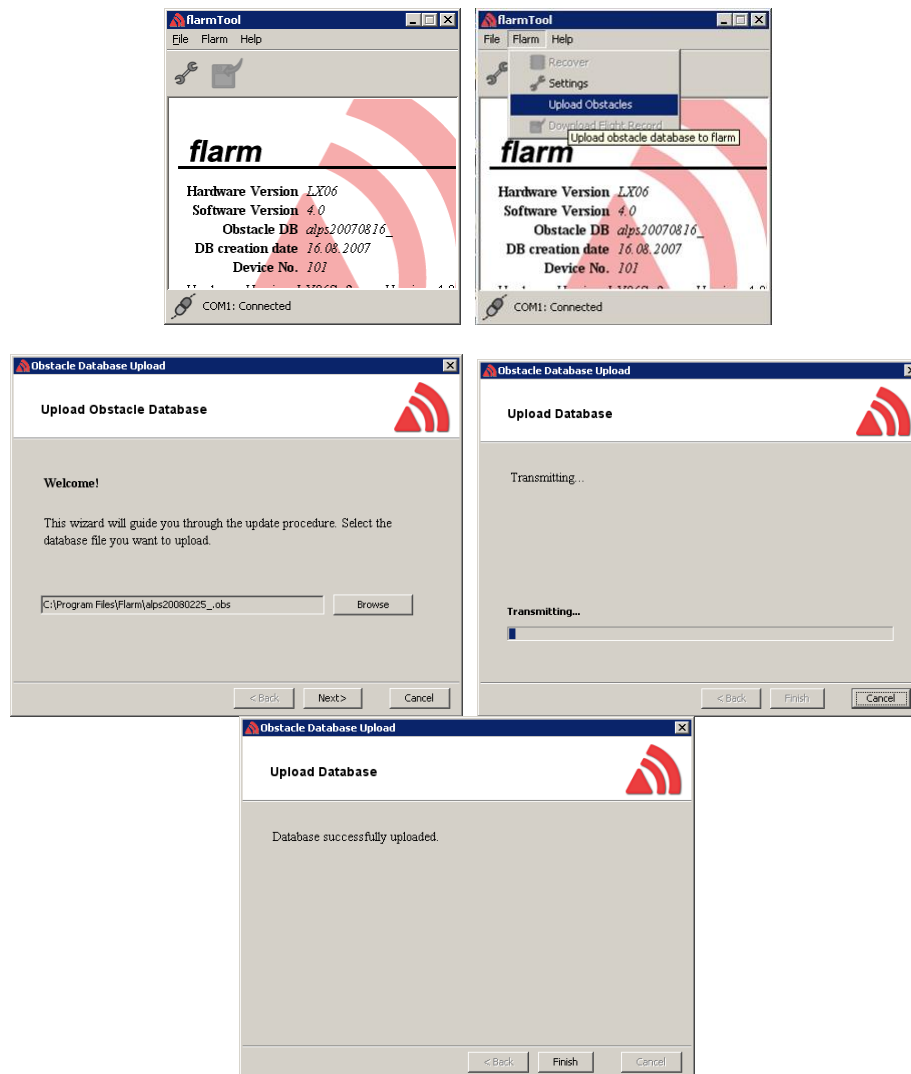 flarmTool
File Flarm Help
flarm
Hardware Version LX06
Software Version 4.0
Obstacle DB alps20070816_
DB creation date 16.08.2007
Device No. 101
COM1: Connected
flarmTool
File Flarm Help
Recover
Settings
Upload Obstacles
Download Flight Record
Upload obstacle database to flarm
flarm
Hardware Version LX06
Software Version 4.0
Obstacle DB alps20070816_
DB creation date 16.08.2007
Device No. 101
COM1: Connected
Obstacle Database Upload
Upload Obstacle Database
Welcome!
This wizard will guide you through the update procedure. Select the
database file you want to upload.
C:\Program Files\Flarm\alps20080225_.obs Browse
< Back Next> Cancel
Obstacle Database Upload
Upload Database
Transmitting...
Transmitting...
< Back Finish Cancel
Obstacle Database Upload
Upload Database
Database successfully uploaded.
< Back Finish Cancel